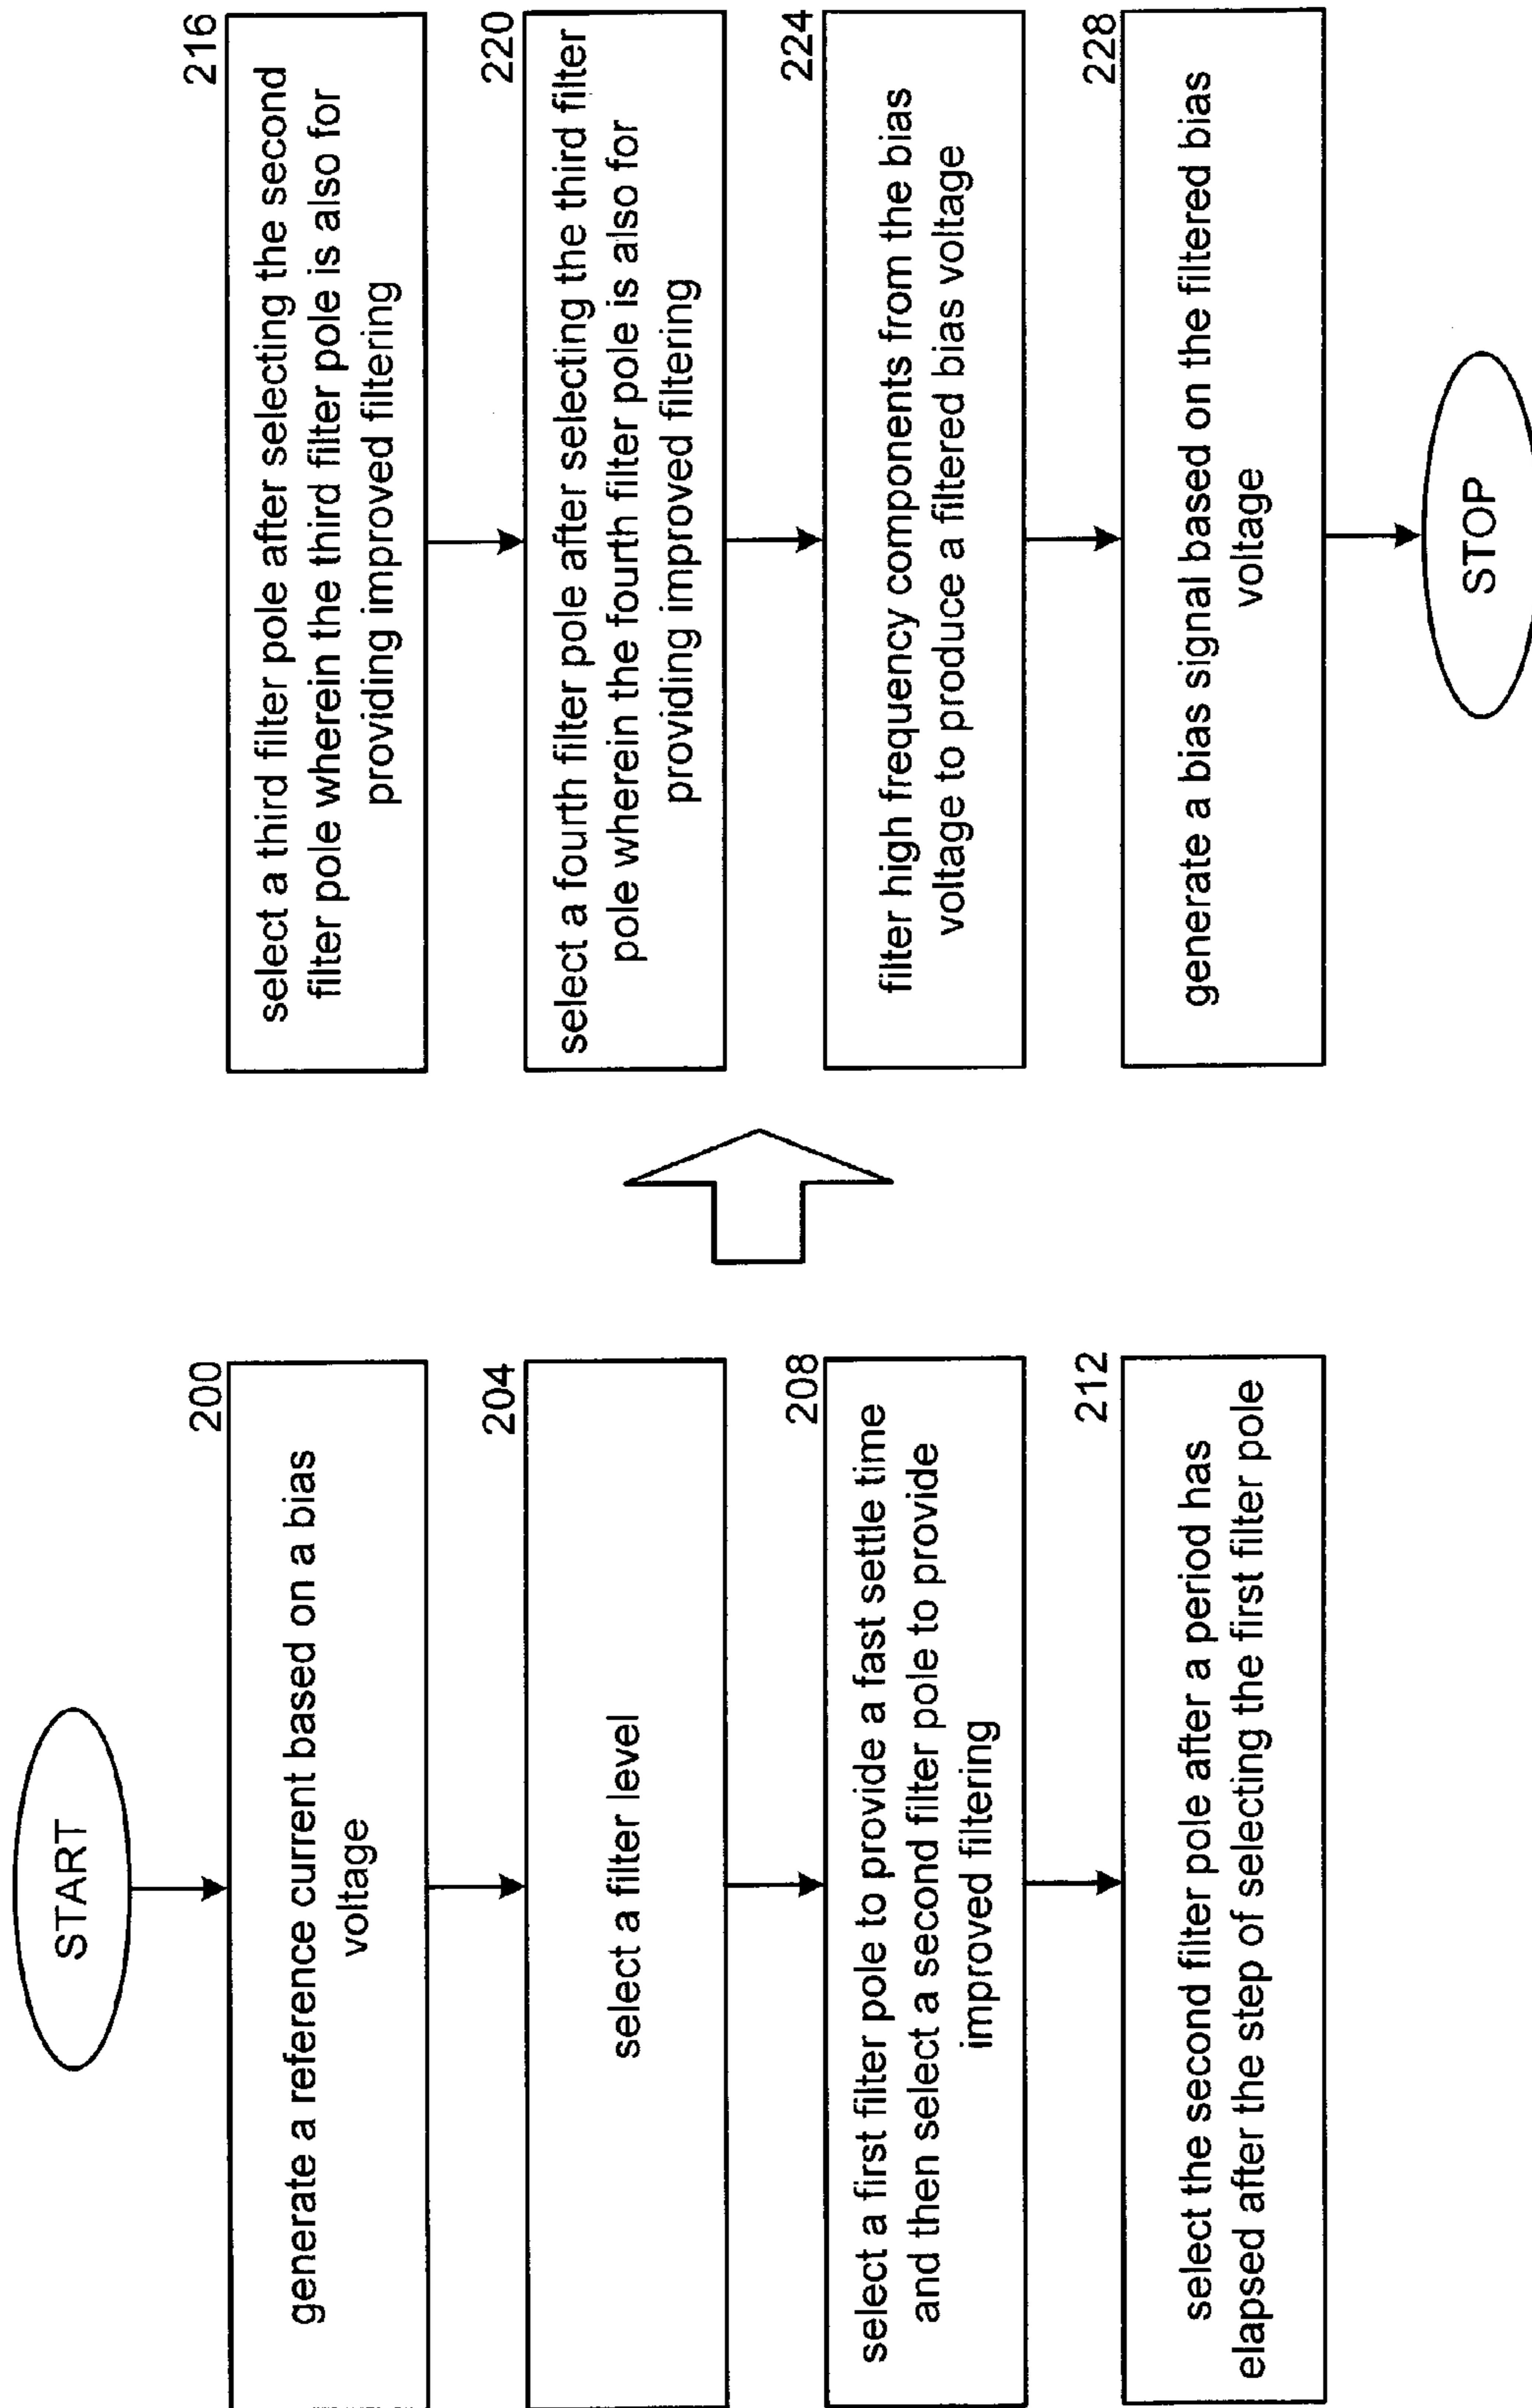 START
200
generate a reference current based on a bias
voltage
204
select a filter level
208
select a first filter pole to provide a fast settle time
and then select a second filter pole to provide
improved filtering
212
select the second filter pole after a period has
elapsed after the step of selecting the first filter pole
216
select a third filter pole after selecting the second
filter pole wherein the third filter pole is also for
providing improved filtering
220
select a fourth filter pole after selecting the third filter
pole wherein the fourth filter pole is also for
providing improved filtering
224
filter high frequency components from the bias
voltage to produce a filtered bias voltage
228
generate a bias signal based on the filtered bias
voltage
STOP